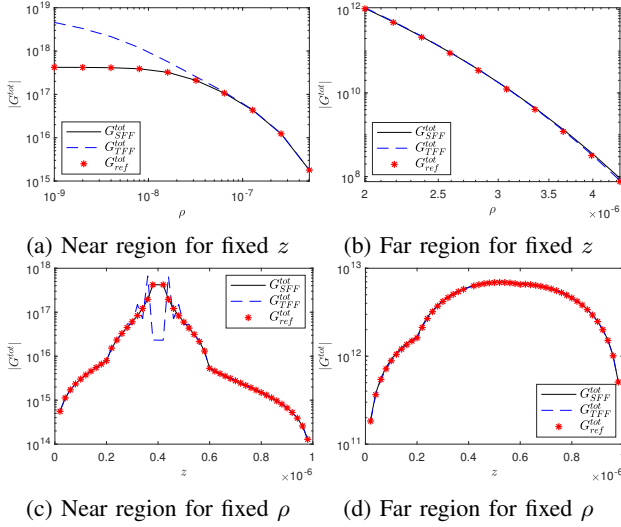 10^19
10^18
10^17
10^16
10^15
|G^tot|
G^tot_SFF
G^tot_TFF
G^tot_ref
10^-9 10^-8 10^-7
ρ
(a) Near region for fixed z
10^12
10^10
10^8
|G^tot|
G^tot_SFF
G^tot_TFF
G^tot_ref
2 2.5 3 3.5 4
ρ ×10^-6
(b) Far region for fixed z
10^18
10^17
10^16
10^15
10^14
|G^tot|
G^tot_SFF
G^tot_TFF
G^tot_ref
0 0.2 0.4 0.6 0.8 1
z ×10^-6
(c) Near region for fixed ρ
10^13
10^12
10^11
|G^tot|
G^tot_SFF
G^tot_TFF
G^tot_ref
0 0.2 0.4 0.6 0.8 1
z ×10^-6
(d) Far region for fixed ρ